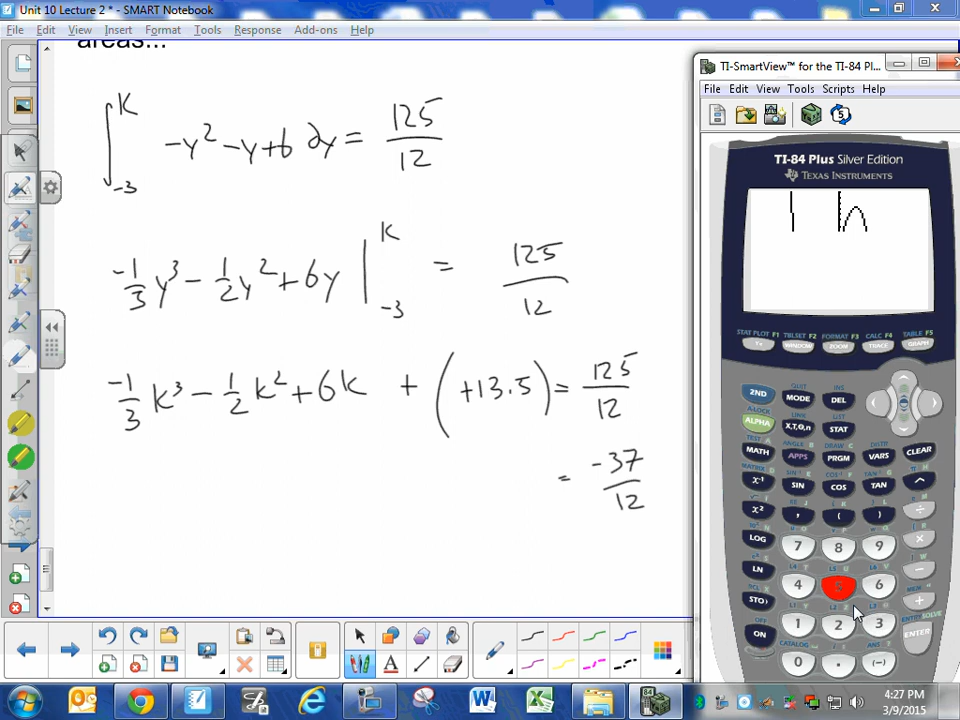 Unit 10 Lecture 2 * - SMART Notebook
File Edit View Insert Format Tools Response Add-ons Help
areas...
∫ K -3 -y² - y + 6 dy = 125/12
-1/3 y³ - 1/2 y² + 6y | K -3 = 125/12
-1/3 K³ - 1/2 K² + 6K + (+13.5) = 125/12
= -37/12
TI-SmartView™ for the TI-84 Pl...
File Edit View Tools Scripts Help
TI-84 Plus Silver Edition
TEXAS INSTRUMENTS
STAT PLOT F1 TBLSET F2 FORMAT F3 CALC F4 TABLE F5
Y= WINDOW ZOOM TRACE GRAPH
QUIT INS
2ND MODE DEL
A-LOCK LINK LIST
ALPHA X,T,Θ,n STAT
TEST A ANGLE B DRAW C DISTR
MATH APPS PRGM VARS CLEAR
MATRIX D SIN⁻¹ E COS⁻¹ F TAN⁻¹ G π H
x⁻¹ SIN COS TAN ^
x² , ( ) ÷
LOG 7 8 9 ×
LN 4 5 6 −
STO› 1 2 3 +
OFF ENTRY SOLVE
ON CATALOG 0 . (-) ENTER
A
W X
84
4:27 PM
3/9/2015